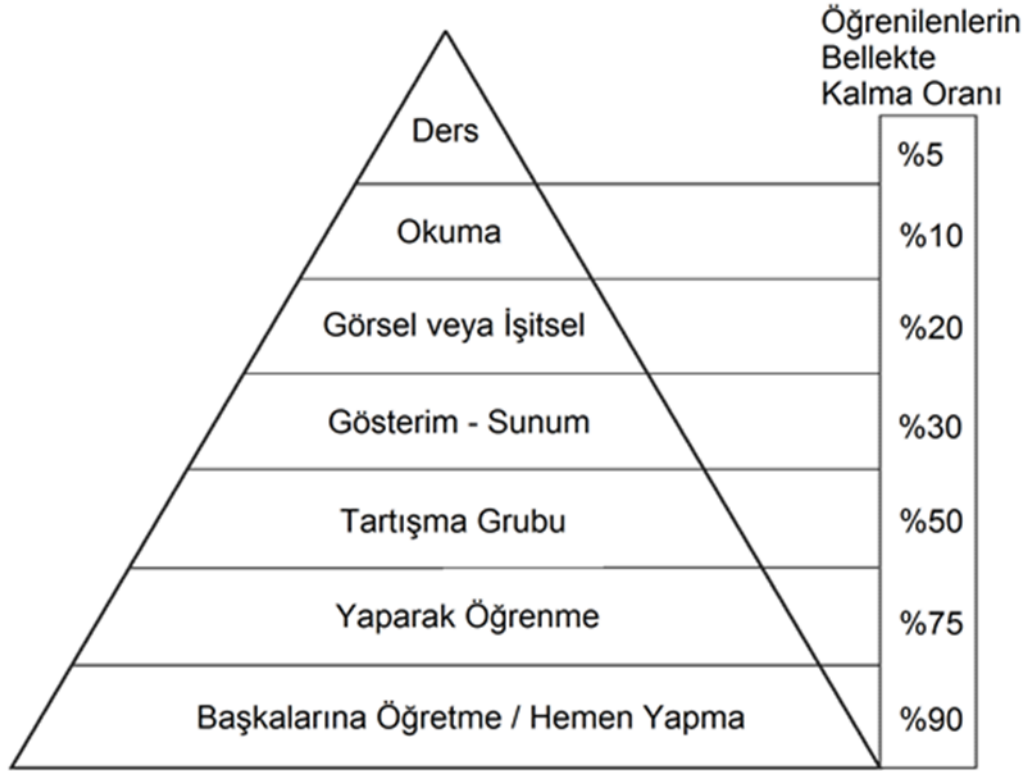 Öğrenilenlerin
Bellekte
Kalma Oranı
Ders
%5
Okuma
%10
Görsel veya İşitsel
%20
Gösterim - Sunum
%30
Tartışma Grubu
%50
Yaparak Öğrenme
%75
Başkalarına Öğretme / Hemen Yapma
%90